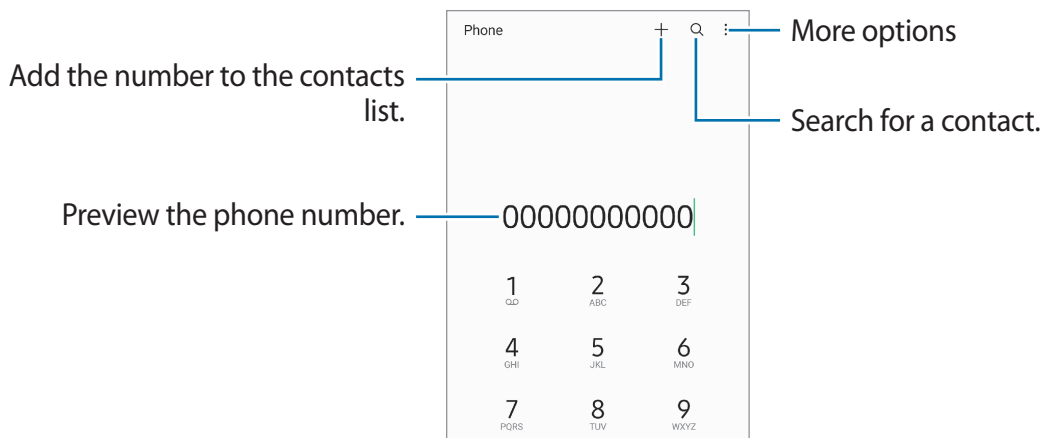 Phone
More options
Add the number to the contacts
list.
Search for a contact.
Preview the phone number.
00000000000
1 2 3
ABC DEF
4 5 6
GHI JKL MNO
7 8 9
PQRS TUV WXYZ